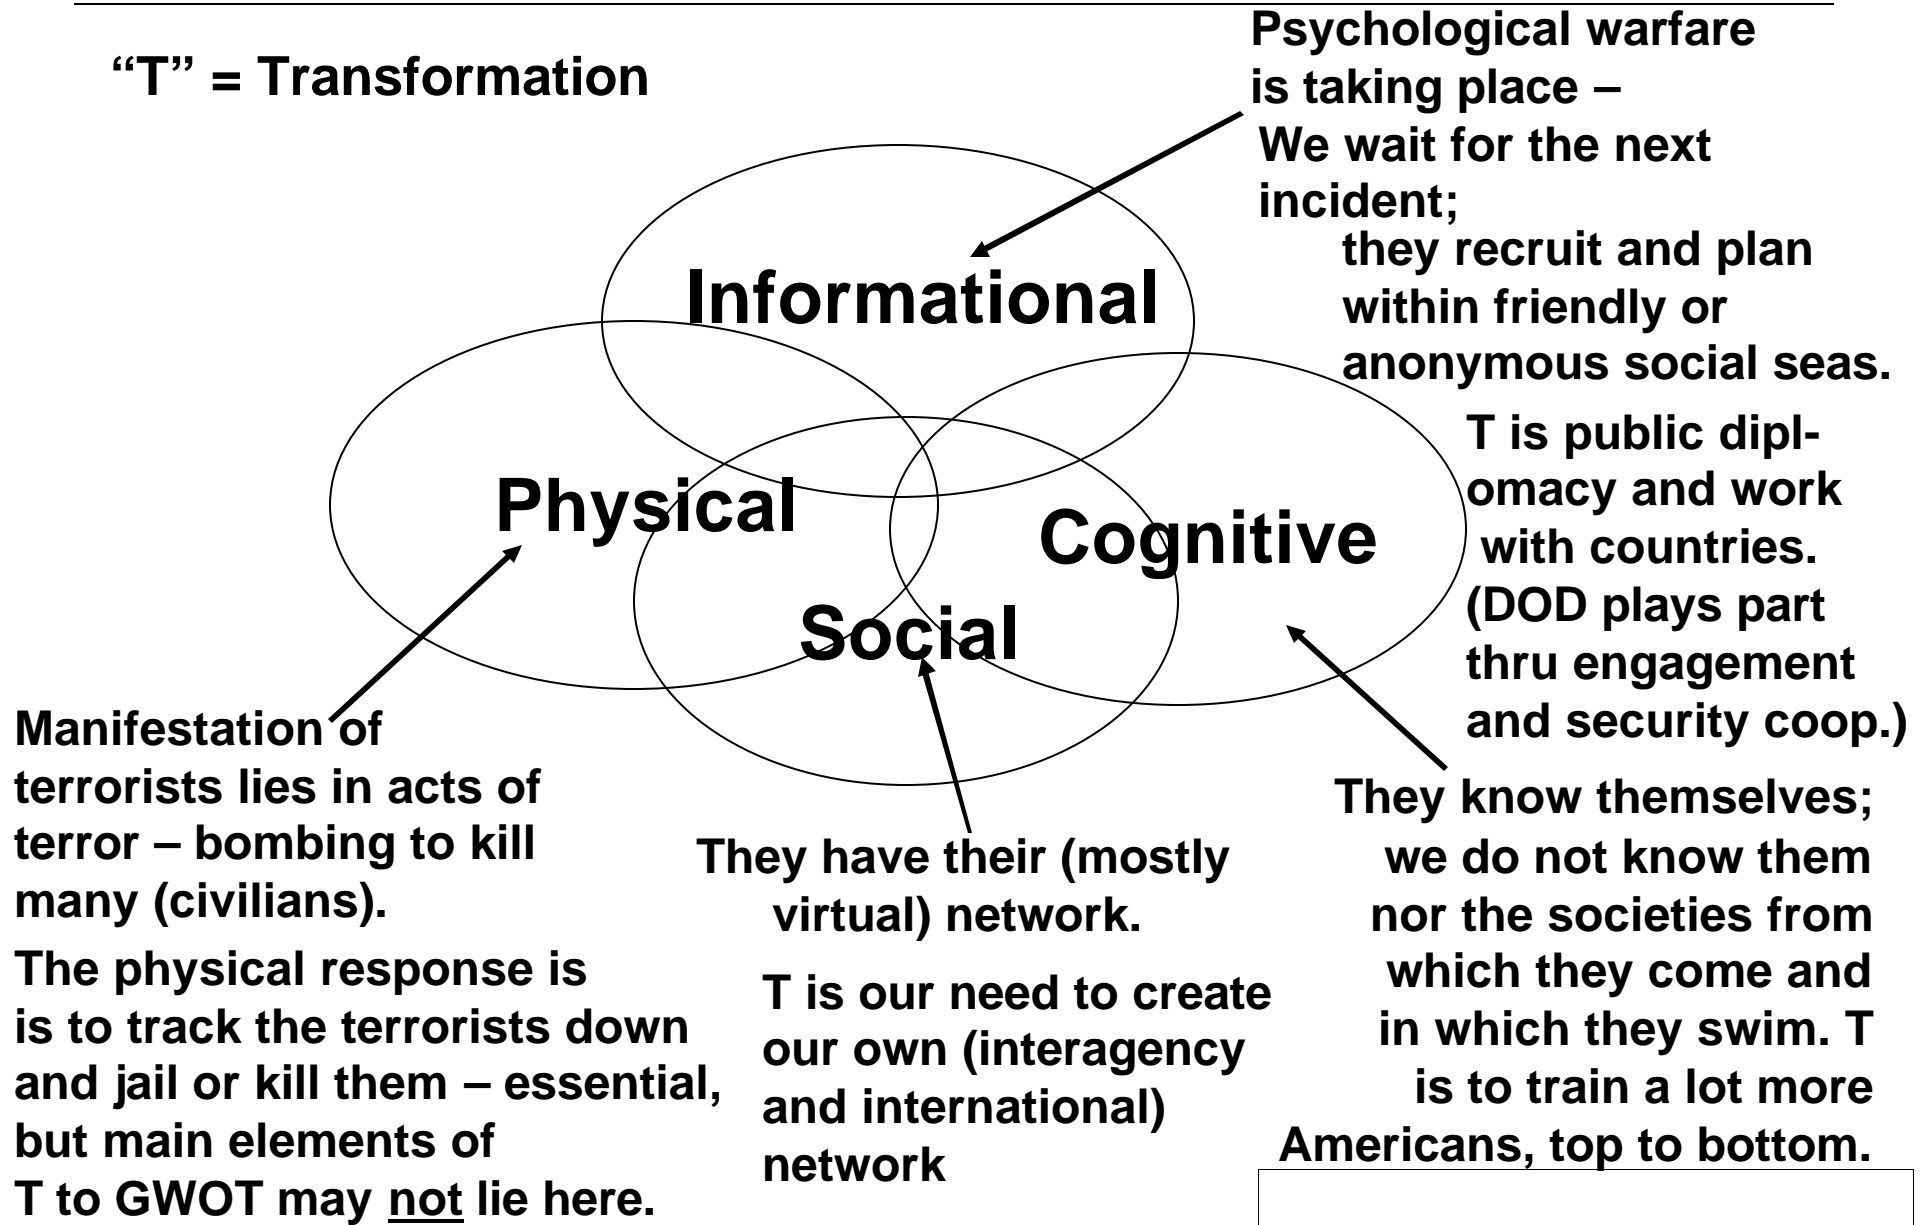 “T” = Transformation
Psychological warfare
is taking place –
We wait for the next
incident;
they recruit and plan
within friendly or
anonymous social seas.
T is public dipl-
omacy and work
with countries.
(DOD plays part
thru engagement
and security coop.)
Informational
Physical
Cognitive
Social
Manifestation of
terrorists lies in acts of
terror – bombing to kill
many (civilians).
The physical response is
is to track the terrorists down
and jail or kill them – essential,
but main elements of
T to GWOT may not lie here.
They have their (mostly
virtual) network.
T is our need to create
our own (interagency
and international)
network
They know themselves;
we do not know them
nor the societies from
which they come and
in which they swim. T
is to train a lot more
Americans, top to bottom.